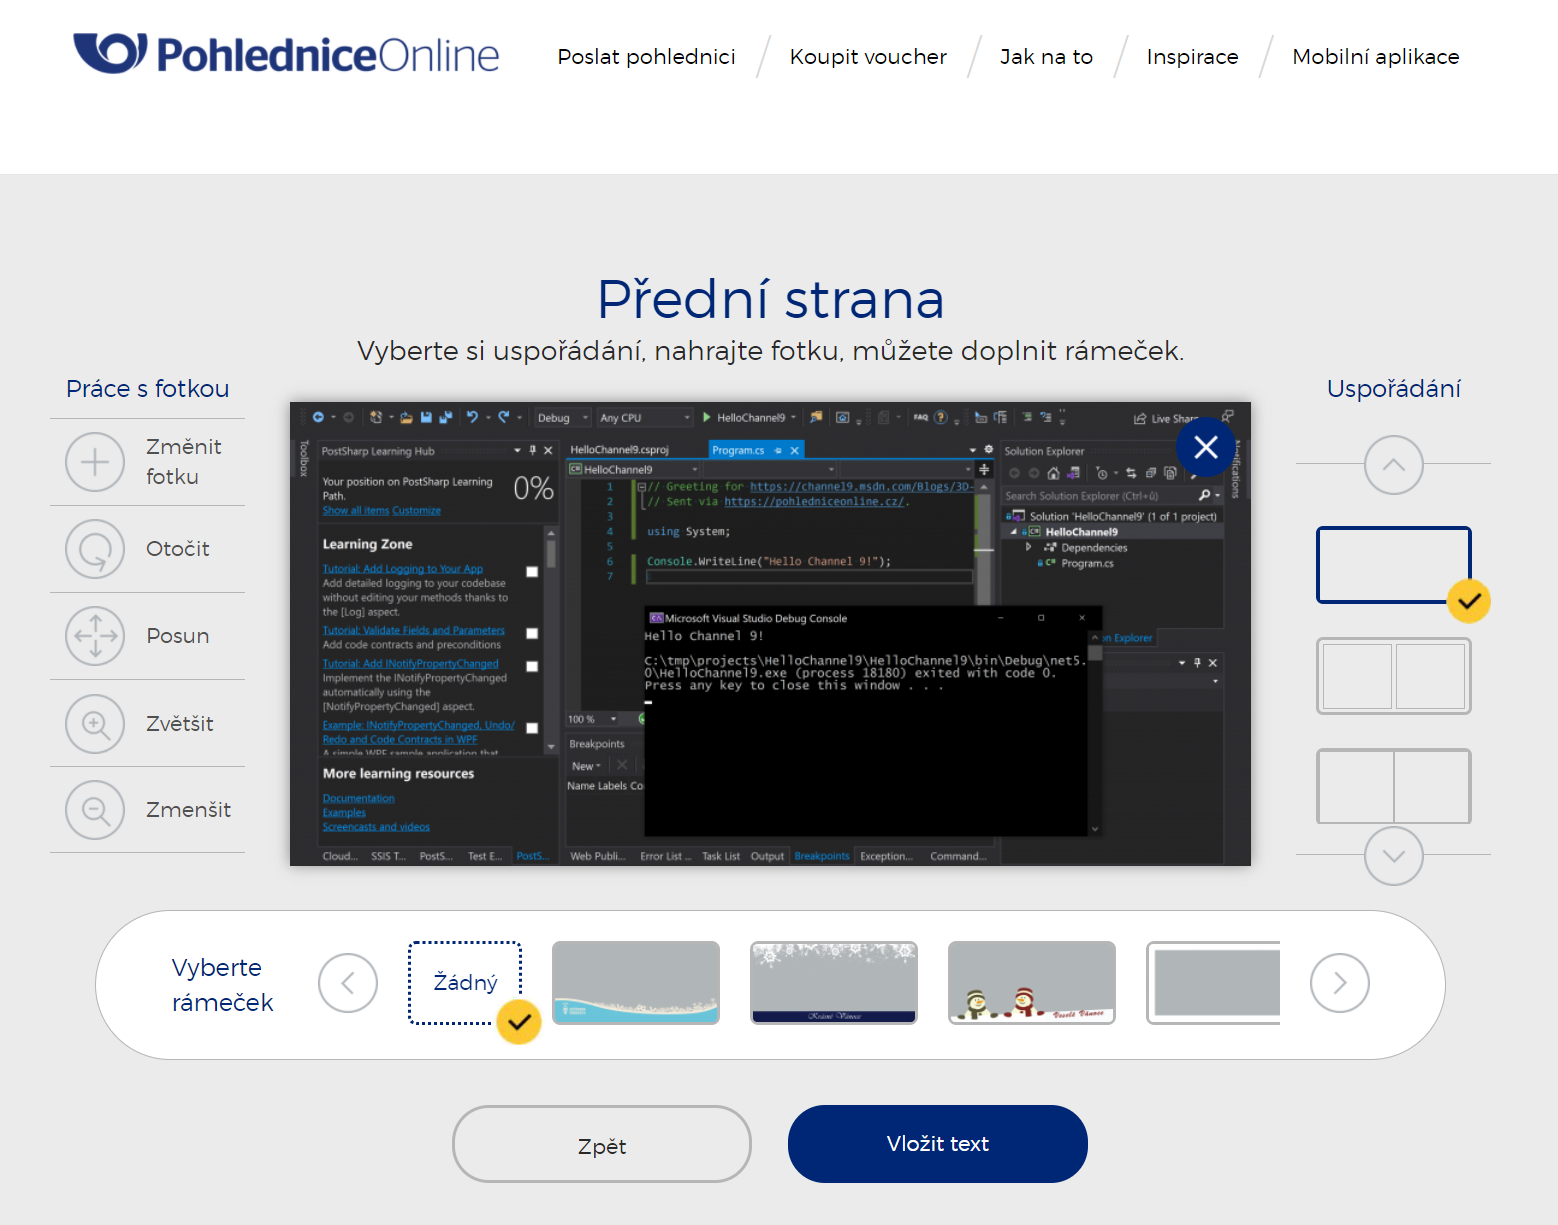 PohledniceOnline
Poslat pohlednici
Koupit voucher
Jak na to
Inspirace
Mobilní aplikace
Přední strana
Vyberte si uspořádání, nahrajte fotku, můžete doplnit rámeček.
Práce s fotkou
Změnit
fotku
Otočit
Posun
Zvětšit
Zmenšit
Debug
Any CPU
HelloChannel9
FAQ
Live Share
Toolbox
PostSharp Learning Hub
Your position on PostSharp Learning
Path.
0%
Show all items Customize
Learning Zone
Tutorial: Add Logging to Your App
Add detailed logging to your codebase
without editing your methods thanks to
the [Log] aspect.
Tutorial: Validate Fields and Parameters
Add code contracts and preconditions
Tutorial: Add INotifyPropertyChanged
Implement the INotifyPropertyChanged
automatically using the
[NotifyPropertyChanged] aspect.
Example: INotifyPropertyChanged, Undo/
Redo and Code Contracts in WPF
A simple WPF sample application that
More learning resources
Documentation
Examples
Screencasts and videos
Cloud...
SSIS T...
PostS...
Test E...
PostS...
HelloChannel9.csproj
Program.cs
C# HelloChannel9
1 // Greeting for https://channel9.msdn.com/Blogs/3D-
2 // Sent via https://pohledniceonline.cz/.
3
4 using System;
5
6 Console.WriteLine("Hello Channel 9!");
7
100 %
Breakpoints
New
Name Labels Co
Microsoft Visual Studio Debug Console
Hello Channel 9!
C:\tmp\projects\HelloChannel9\HelloChannel9\bin\Debug\net5.
0\HelloChannel9.exe (process 18180) exited with code 0.
Press any key to close this window . . .
Web Publi...
Error List ...
Task List
Output
Breakpoints
Exception...
Command...
Solution Explorer
Search Solution Explorer (Ctrl+ů)
Solution 'HelloChannel9' (1 of 1 project)
C# HelloChannel9
Dependencies
C# Program.cs
n Explorer
Notifications
Uspořádání
Vyberte
rámeček
Žádný
Krásné Vánoce
Veselé Vánoce
Zpět
Vložit text